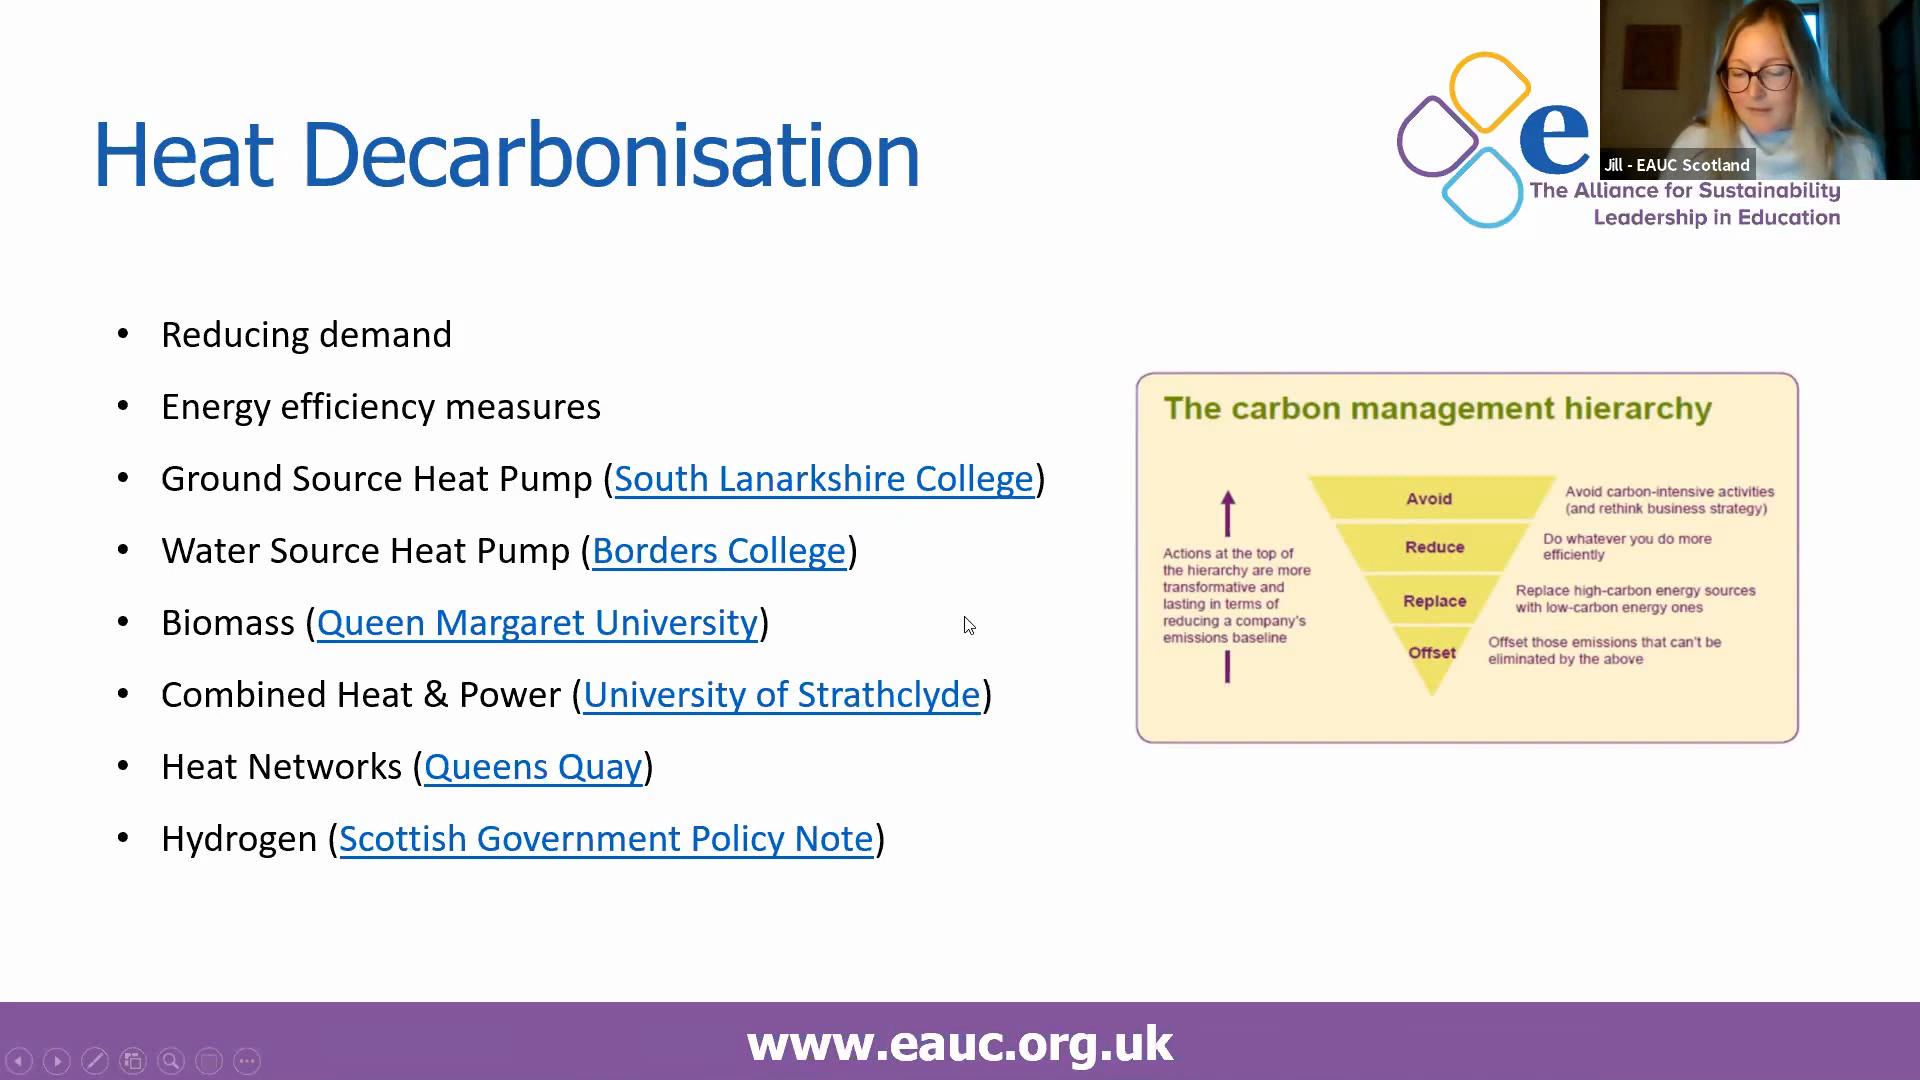 Heat Decarbonisation
e
Jill - EAUC Scotland
The Alliance for Sustainability
Leadership in Education
• Reducing demand
• Energy efficiency measures
• Ground Source Heat Pump (South Lanarkshire College)
• Water Source Heat Pump (Borders College)
• Biomass (Queen Margaret University)
• Combined Heat & Power (University of Strathclyde)
• Heat Networks (Queens Quay)
• Hydrogen (Scottish Government Policy Note)
The carbon management hierarchy
Actions at the top of
the hierarchy are more
transformative and
lasting in terms of
reducing a company's
emissions baseline
Avoid
Avoid carbon-intensive activities
(and rethink business strategy)
Reduce
Do whatever you do more
efficiently
Replace
Replace high-carbon energy sources
with low-carbon energy ones
Offset
Offset those emissions that can't be
eliminated by the above
www.eauc.org.uk